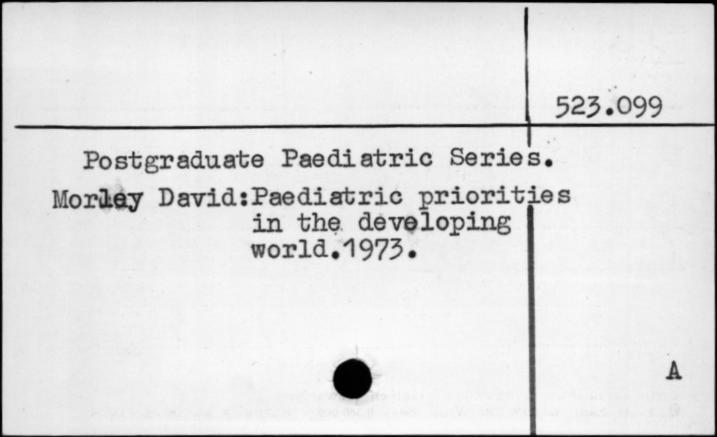 523.099
Postgraduate Paediatric Series.
Morley David:Paediatric priorities
in the developing
world.1973.
A